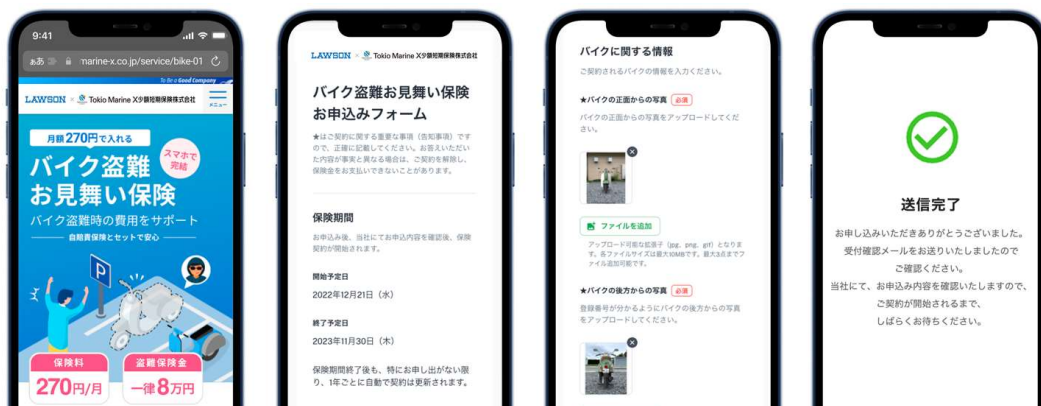 9:41
ああ marine-x.co.jp/service/bike-01
To Be a Good Company
LAWSON × Tokio Marine X少額短期保険株式会社
メニュー
月額270円で入れる
スマホで
完結
バイク盗難
お見舞い保険
バイク盗難時の費用をサポート
自賠責保険とセットで安心
P
保険料
270円/月
盗難保険金
一律8万円
LAWSON × Tokio Marine X少額短期保険株式会社
バイク盗難お見舞い保険
お申込みフォーム
★はご契約に関する重要な事項（告知事項）です
ので、正確に記載してください。お答えいただい
た内容が事実と異なる場合は、ご契約を解除し、
保険金をお支払いできないことがあります。
保険期間
お申込み後、当社にてお申込内容を確認後、保険
契約が開始されます。
開始予定日
2022年12月21日（水）
終了予定日
2023年11月30日（木）
保険期間終了後も、特にお申し出がない限
り、1年ごとに自動で契約は更新されます。
バイクに関する情報
ご契約されるバイクの情報を入力ください。
★バイクの正面からの写真 必須
バイクの正面からの写真をアップロードしてくだ
さい。
ファイルを追加
アップロード可能な拡張子（jpg、png、gif）となりま
す。各ファイルサイズは最大10MBです。最大3点までフ
ァイル追加可能です。
★バイクの後方からの写真 必須
登録番号が分かるようにバイクの後方からの写真
をアップロードしてください。
送信完了
お申し込みいただきありがとうございました。
受付確認メールをお送りいたしましたので
ご確認ください。
当社にて、お申込み内容を確認いたしますので、
ご契約が開始されるまで、
しばらくお待ちください。